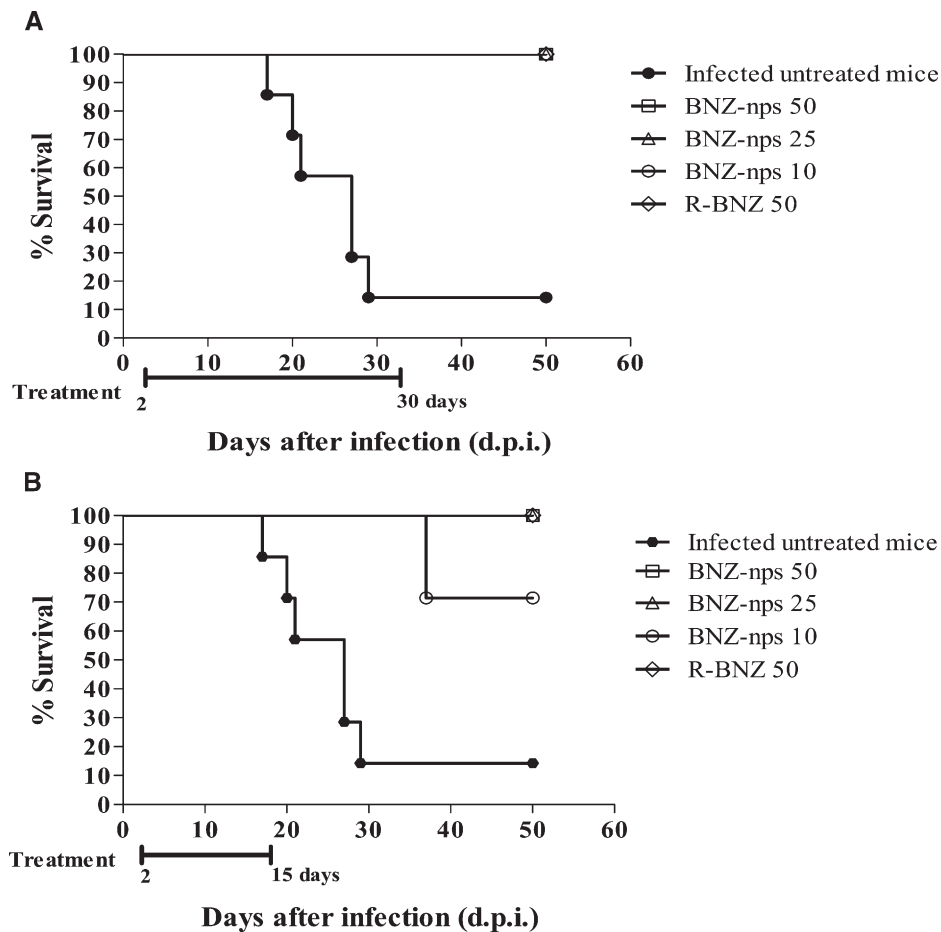 A
100
90
80
70
60
50
40
30
20
10
0
% Survival
0 10 20 30 40 50 60
Treatment
2
30 days
Days after infection (d.p.i.)
Infected untreated mice
BNZ-nps 50
BNZ-nps 25
BNZ-nps 10
R-BNZ 50
B
100
90
80
70
60
50
40
30
20
10
0
% Survival
0 10 20 30 40 50 60
Treatment
2
15 days
Days after infection (d.p.i.)
Infected untreated mice
BNZ-nps 50
BNZ-nps 25
BNZ-nps 10
R-BNZ 50